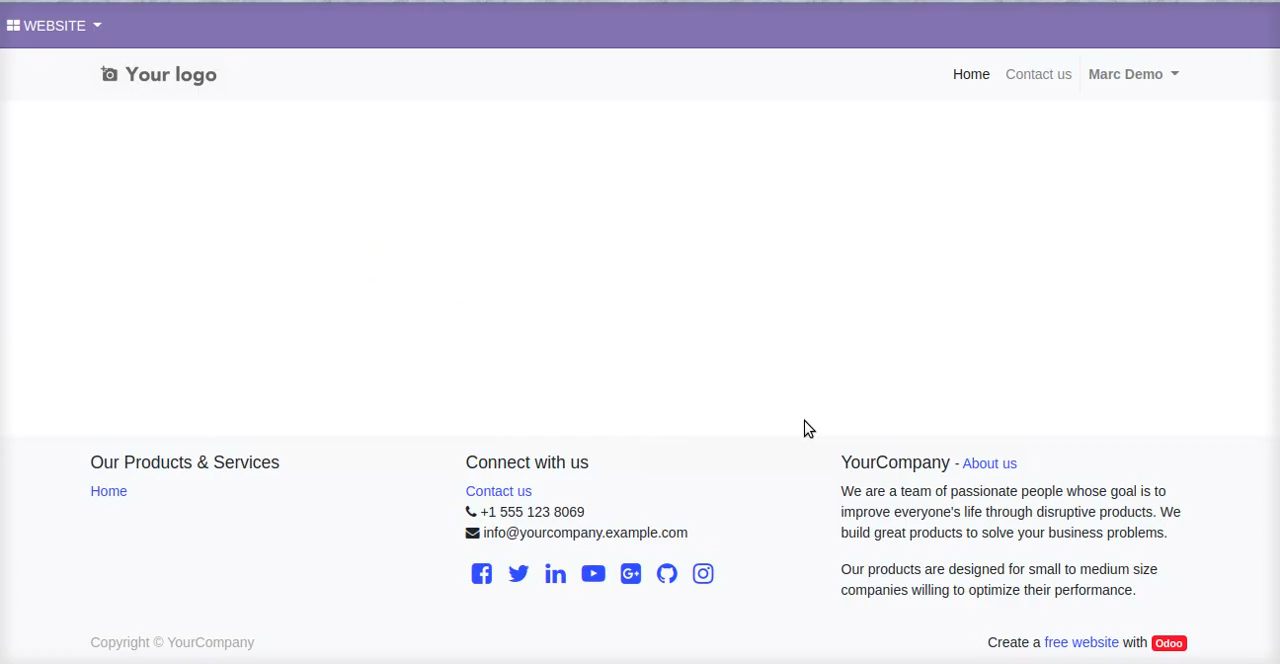 WEBSITE
Your logo
Home Contact us Marc Demo
Our Products & Services
Home
Connect with us
Contact us
+1 555 123 8069
info@yourcompany.example.com
YourCompany - About us
We are a team of passionate people whose goal is to
improve everyone's life through disruptive products. We
build great products to solve your business problems.
Our products are designed for small to medium size
companies willing to optimize their performance.
Copyright © YourCompany
Create a free website with Odoo